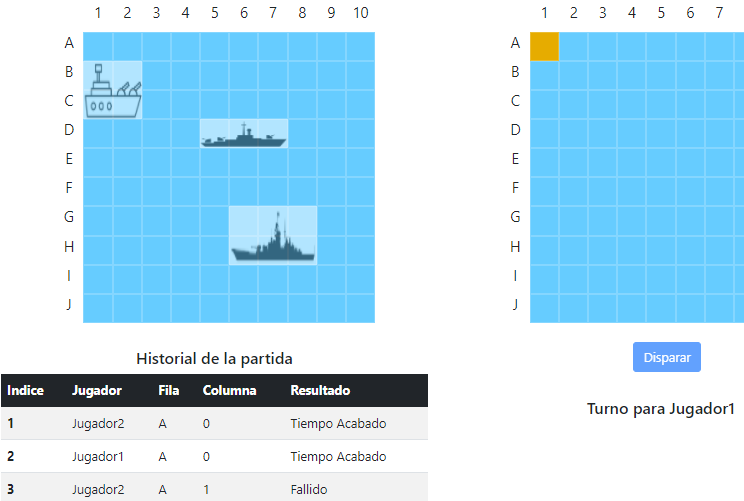 1 2 3 4 5 6 7 8 9 10
A
B
C
D
E
F
G
H
I
J
Historial de la partida
Indice Jugador Fila Columna Resultado
1 Jugador2 A 0 Tiempo Acabado
2 Jugador1 A 0 Tiempo Acabado
3 Jugador2 A 1 Fallido
1 2 3 4 5 6 7
A
B
C
D
E
F
G
H
I
J
Disparar
Turno para Jugador1